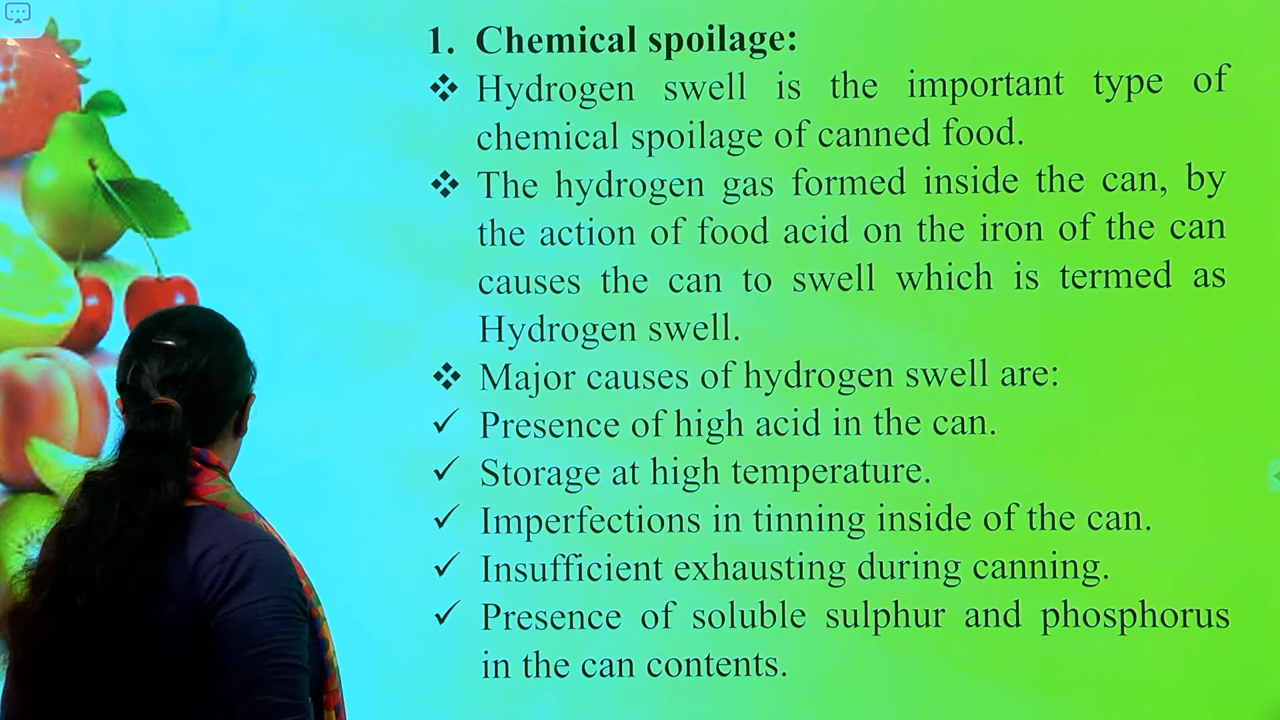 1. Chemical spoilage:
❖ Hydrogen swell is the important type of
chemical spoilage of canned food.
❖ The hydrogen gas formed inside the can, by
the action of food acid on the iron of the can
causes the can to swell which is termed as
Hydrogen swell.
❖ Major causes of hydrogen swell are:
✓ Presence of high acid in the can.
✓ Storage at high temperature.
✓ Imperfections in tinning inside of the can.
✓ Insufficient exhausting during canning.
✓ Presence of soluble sulphur and phosphorus
in the can contents.